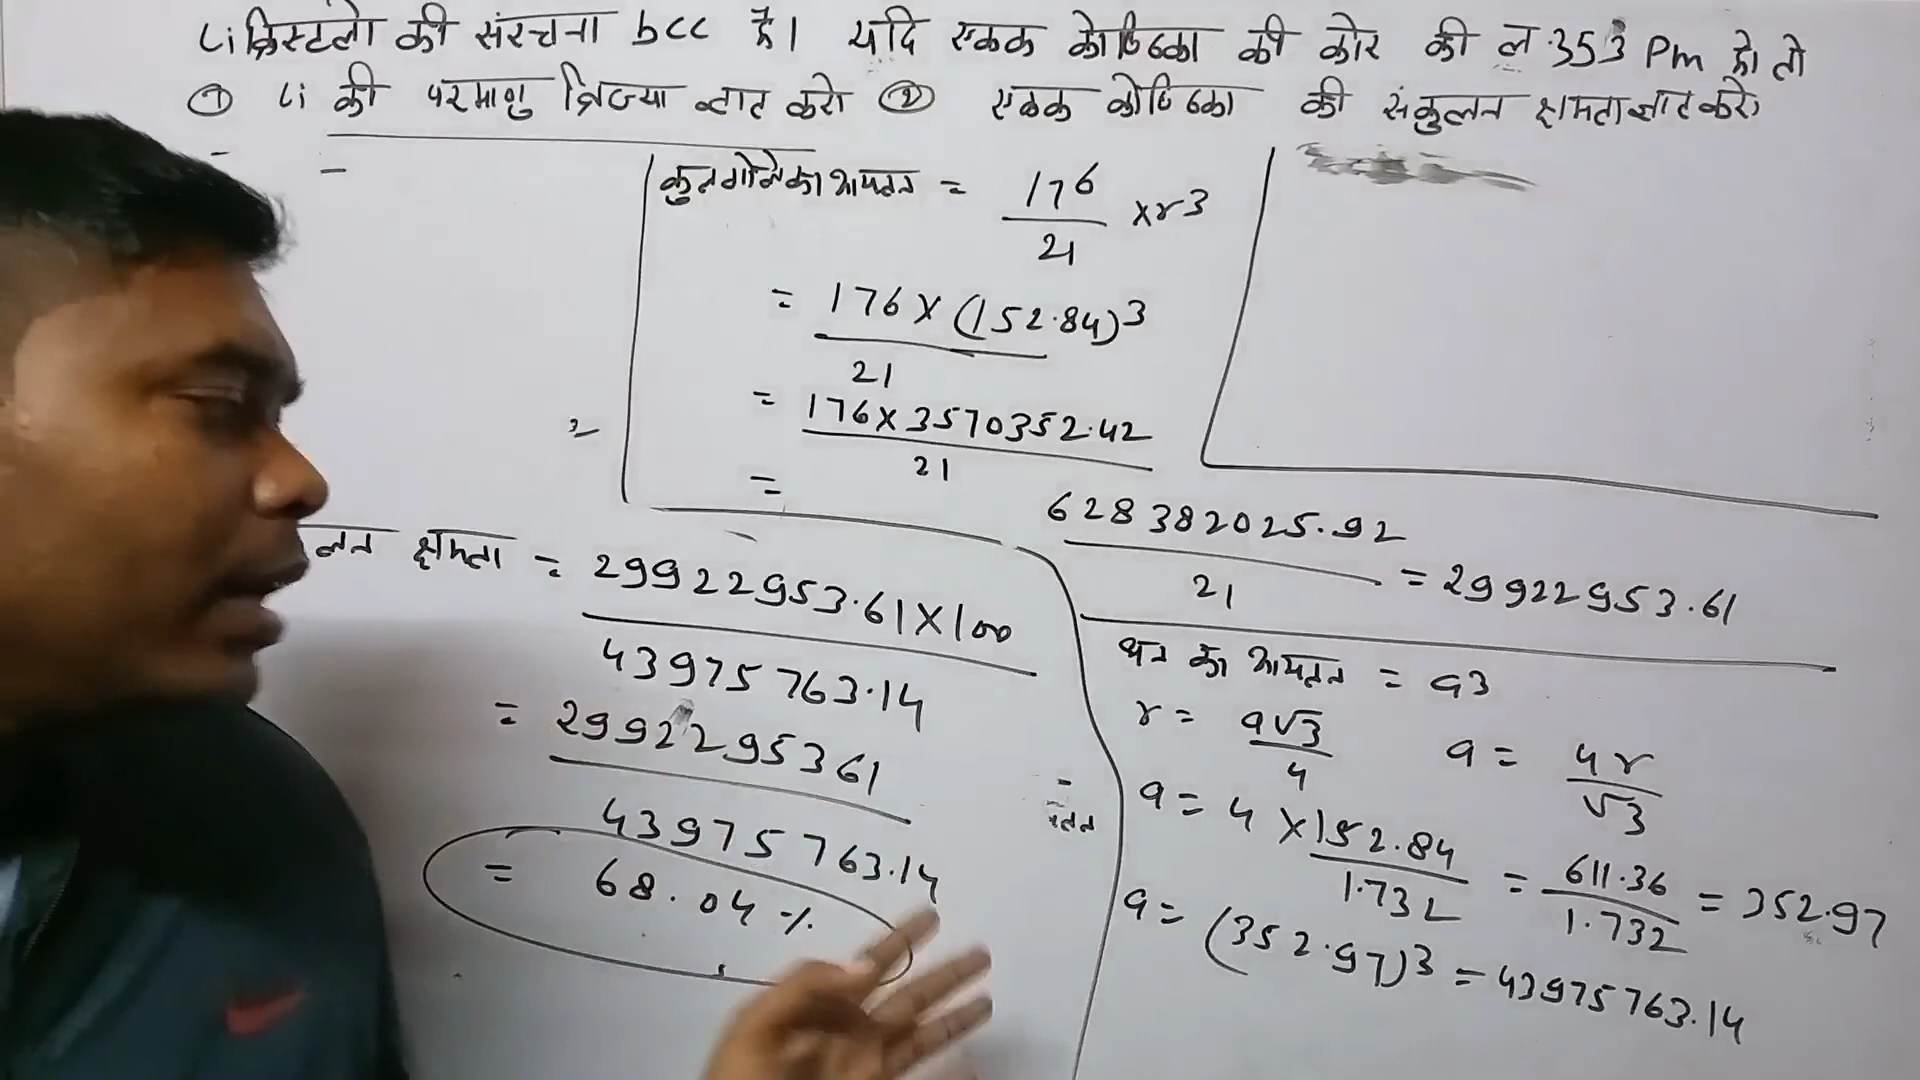 Li क्रिस्टलो की संरचना bcc है। यदि एकक कोष्ठिका की कोर की ल. 353 Pm है। तो
① Li की परमाणु त्रिज्या ज्ञात करो ② एकक कोष्ठिका की संकुलन क्षमता ज्ञात करे
कुल गोले का आयतन = 176/21 × r3
= 176 × (152.84)3 / 21
= 176 × 3570352.42 / 21
=
628382025.92 / 21 = 29922953.61
लन क्षमता = 29922953.61 × 100 / 43975763.14
= 2992295361 / 43975763.14
= 68.04 %
घन का आयतन = a3
r = a√3 / 4 a = 4r / √3
a = 4 × 152.84 / 1.732 = 611.36 / 1.732 = 352.97
a = (352.97)3 = 43975763.14